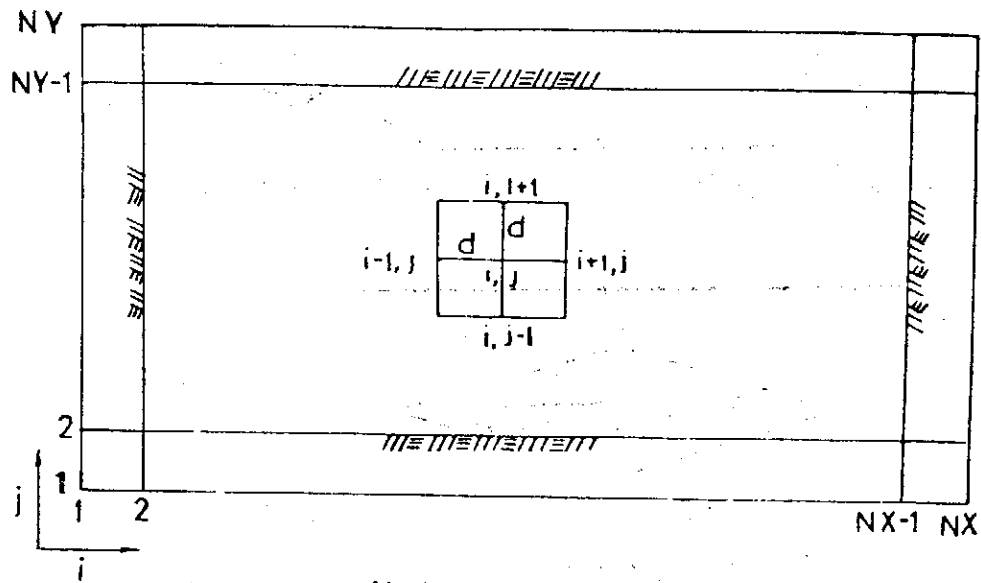 NY
NY-1
i, j+1
d
d
i-1, j
i+1, j
i, j
i, j-1
2
1
j
1
2
NX-1
NX
i